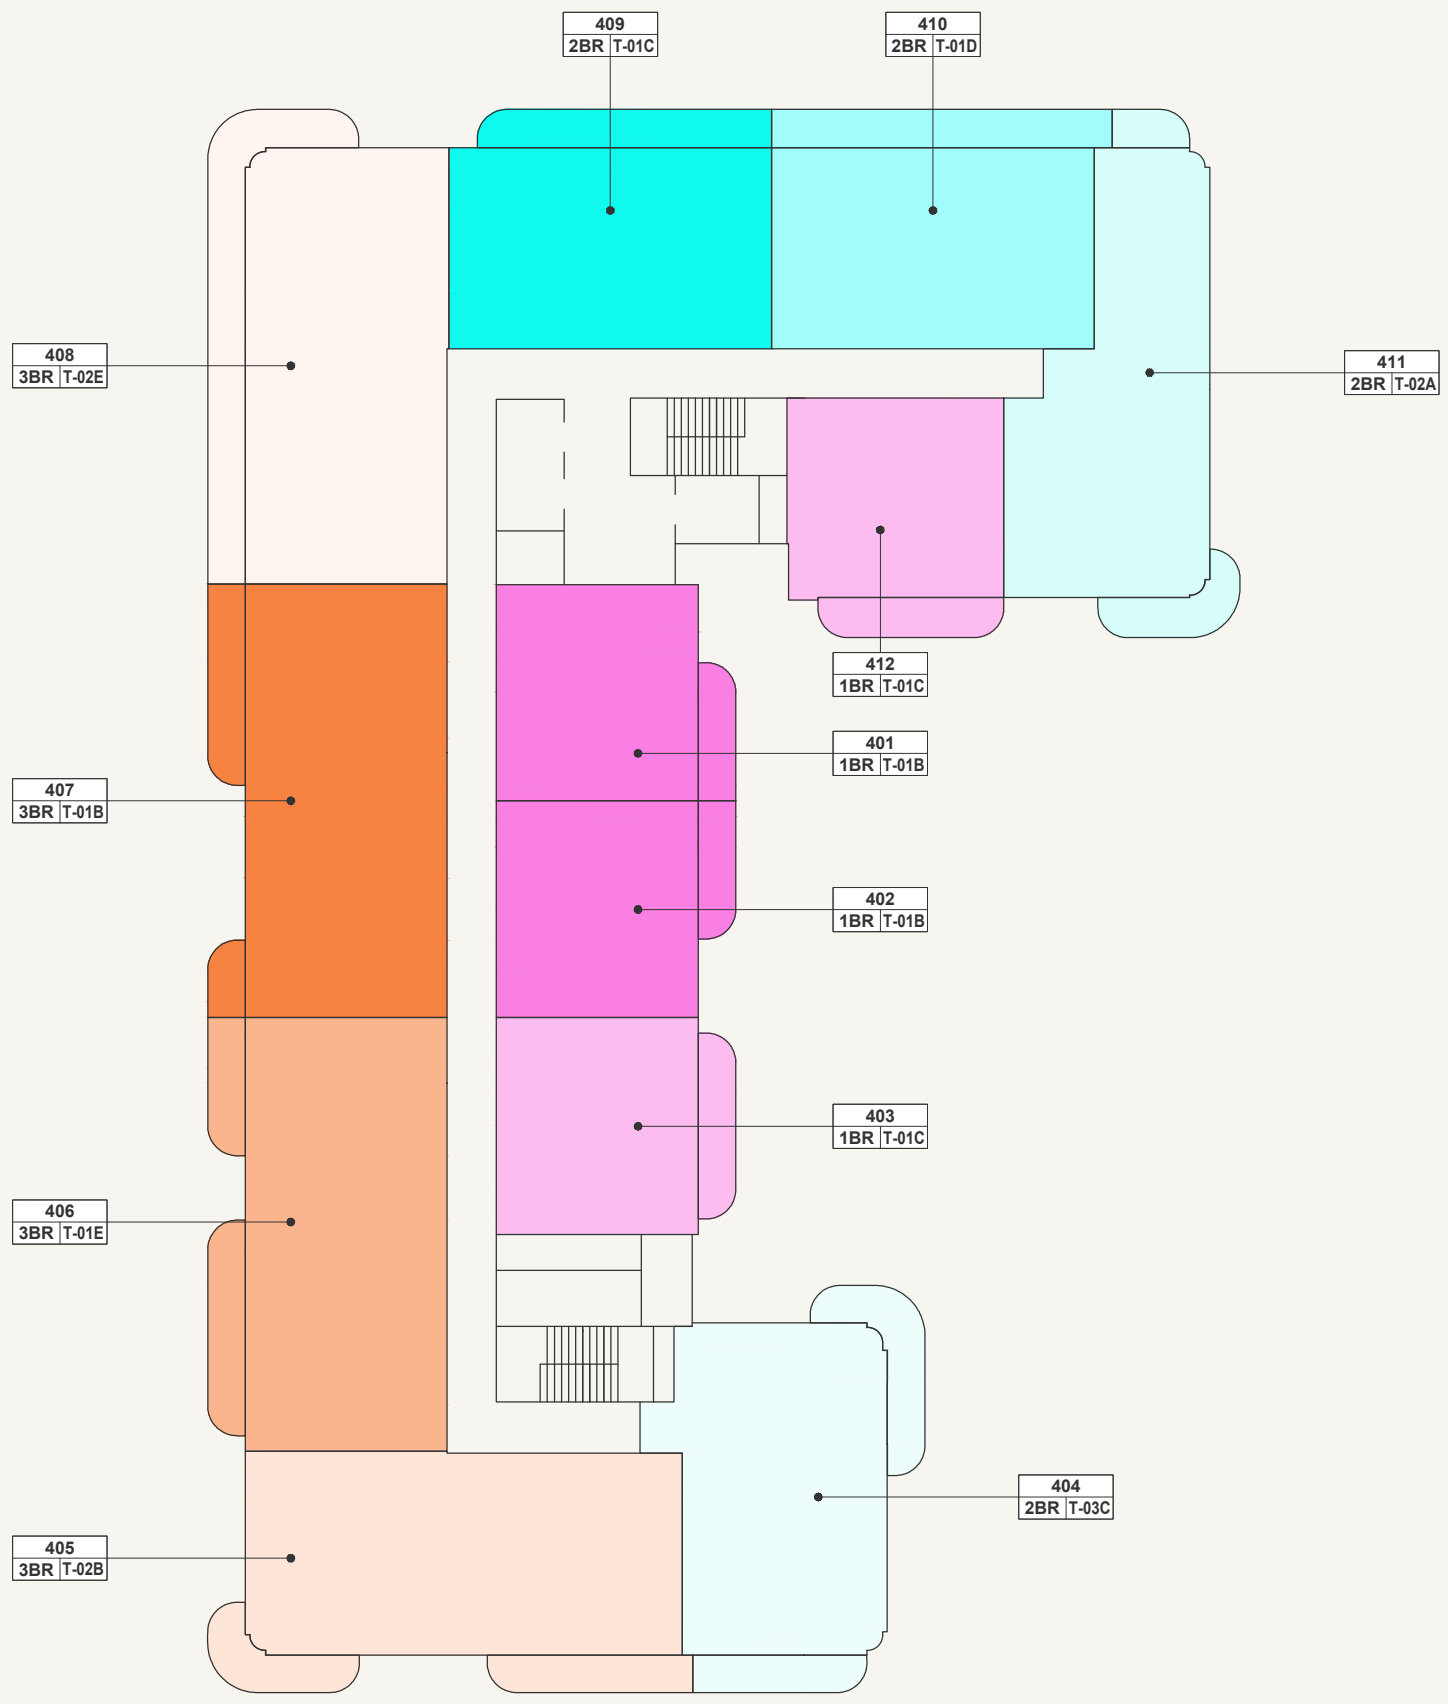 409
2BR T-01C
410
2BR T-01D
408
3BR T-02E
411
2BR T-02A
412
1BR T-01C
401
1BR T-01B
407
3BR T-01B
402
1BR T-01B
403
1BR T-01C
406
3BR T-01E
404
2BR T-03C
405
3BR T-02B